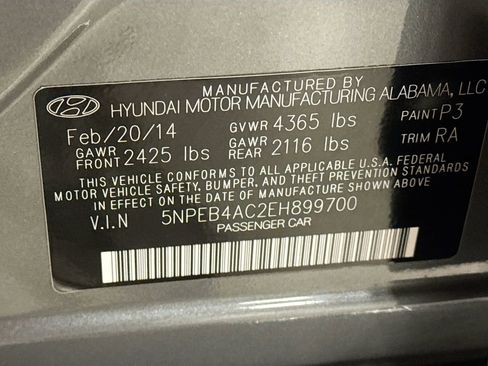 MANUFACTURED BY
HYUNDAI MOTOR MANUFACTURING ALABAMA, LLC
Feb/20/14 GVWR 4365 lbs PAINT P3
GAWR FRONT 2425 lbs GAWR REAR 2116 lbs TRIM RA
THIS VEHICLE CONFORMS TO ALL APPLICABLE U.S.A. FEDERAL
MOTOR VEHICLE SAFETY, BUMPER, AND THEFT PREVENTION STANDARDS
IN EFFECT ON THE DATE OF MANUFACTURE SHOWN ABOVE.
V.I.N 5NPEB4AC2EH899700
PASSENGER CAR